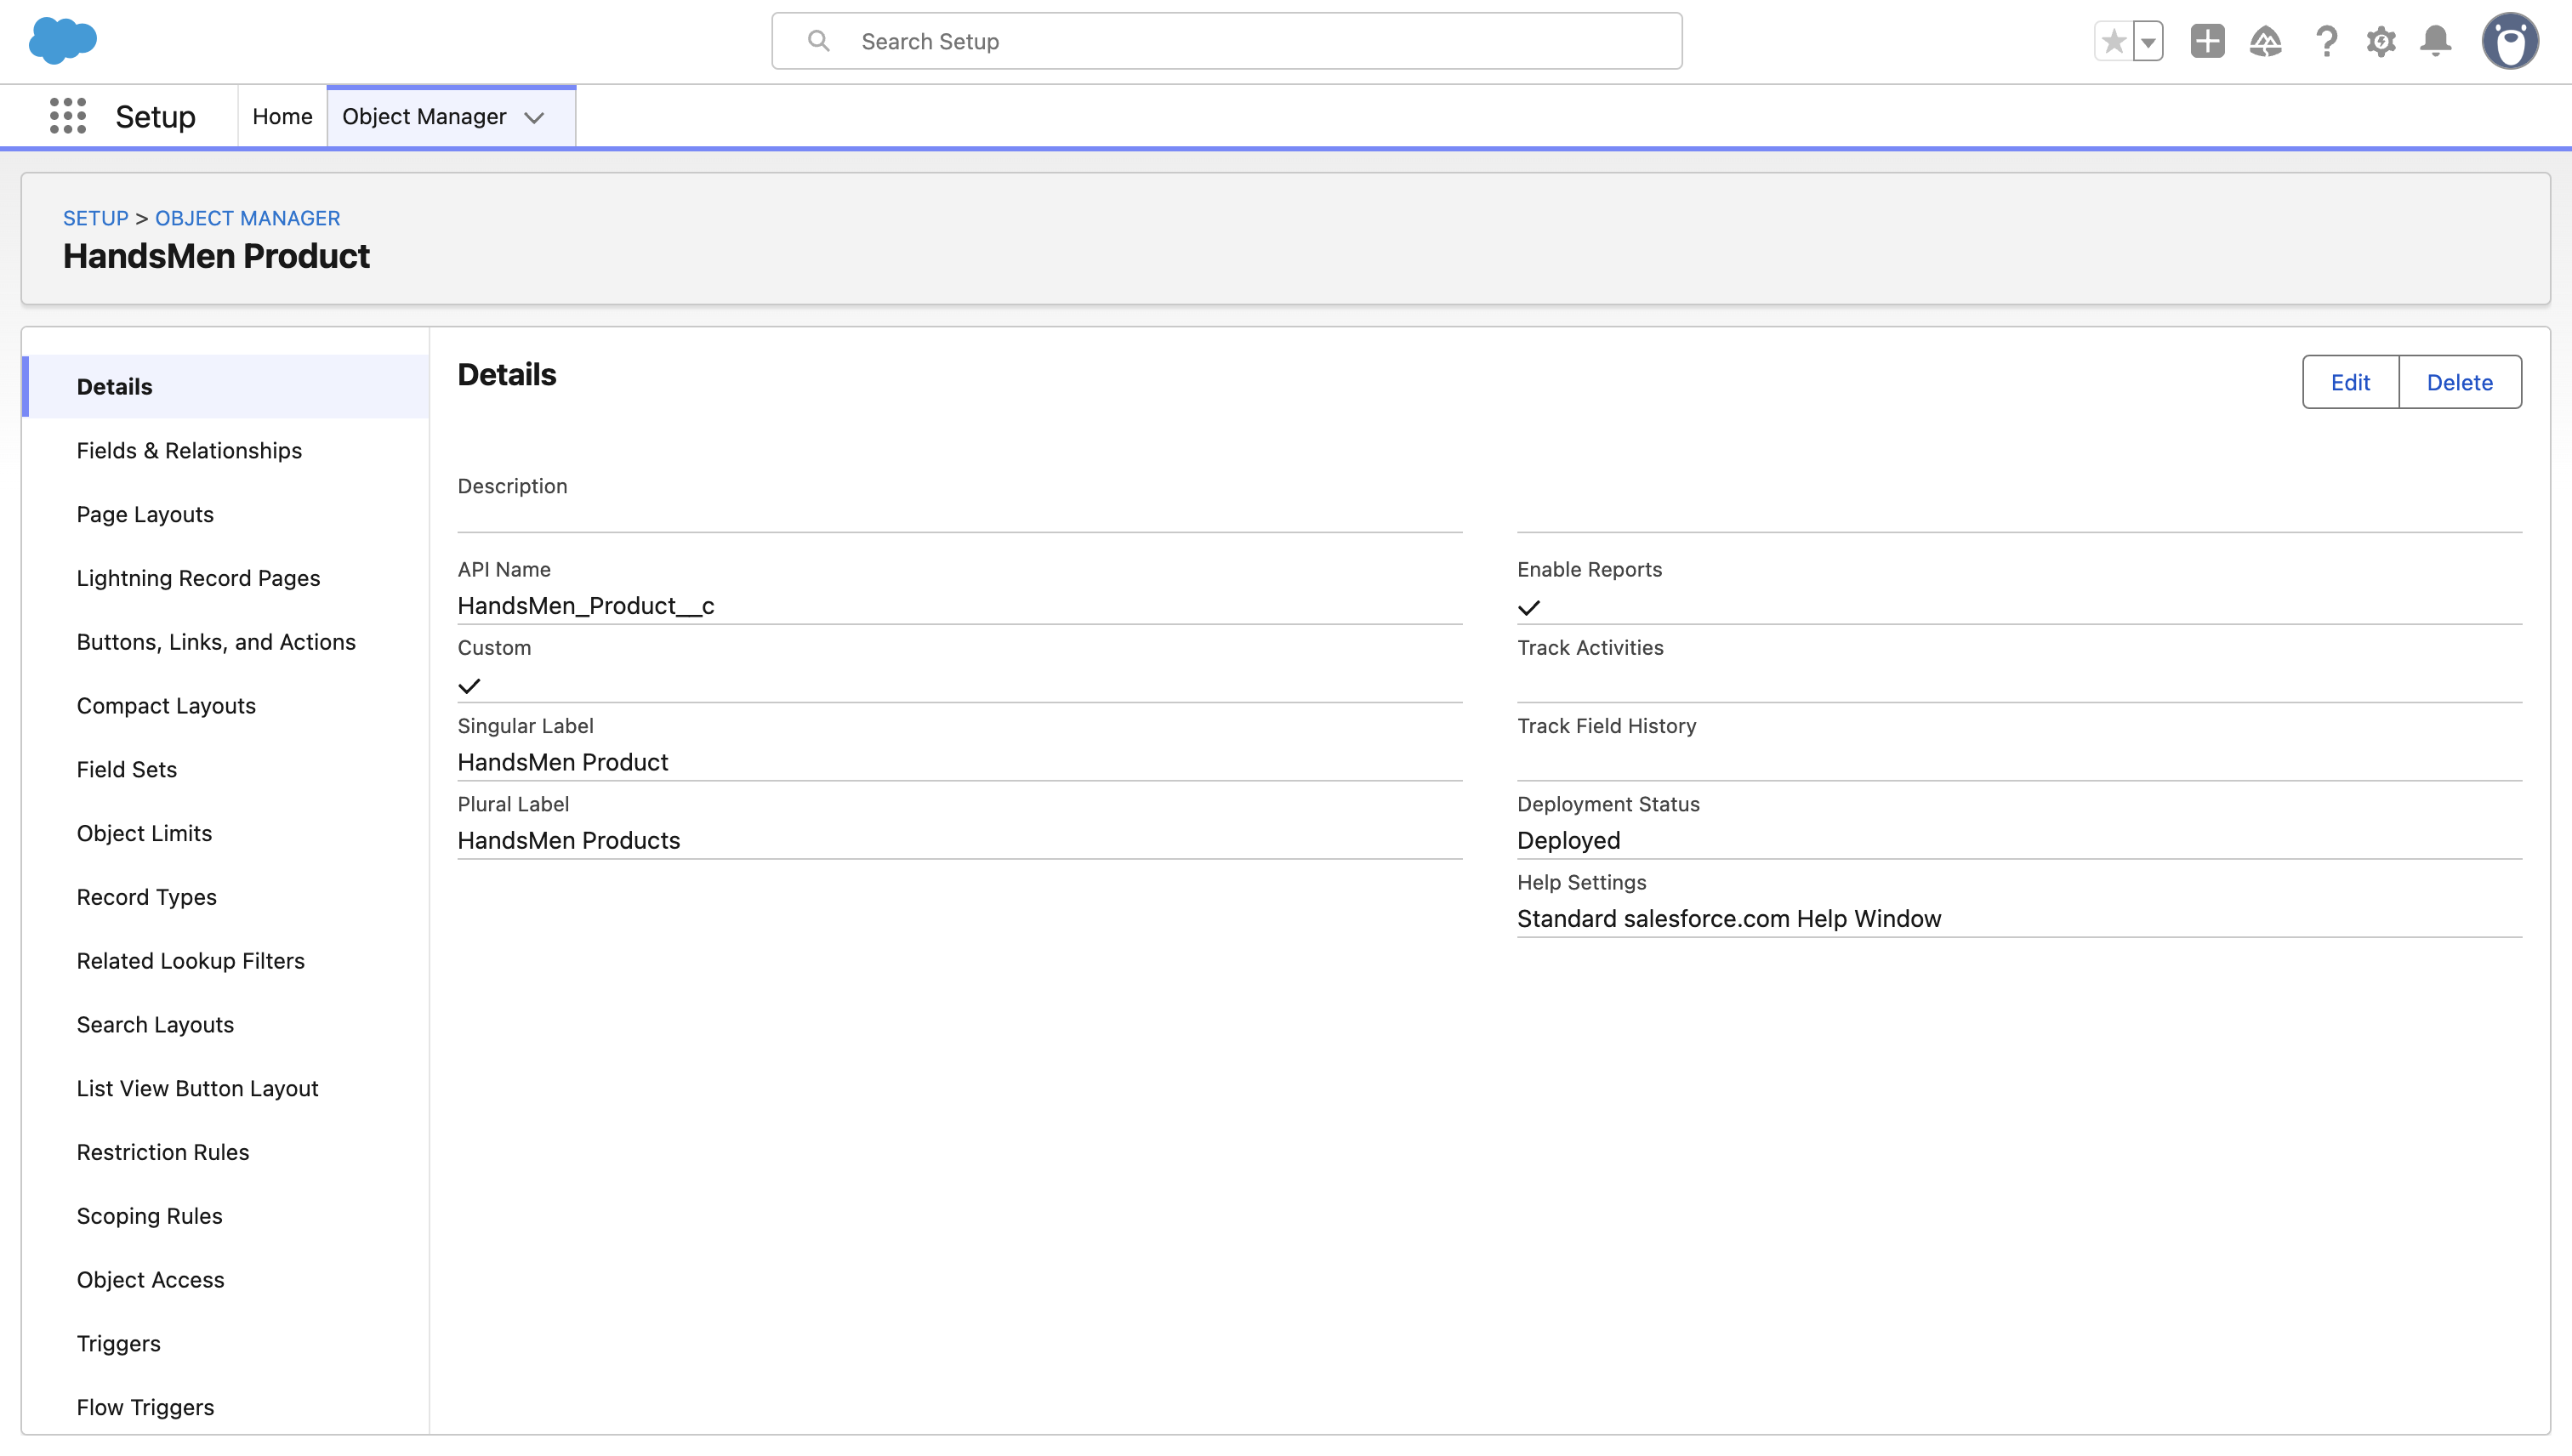 Search Setup
Setup
Home
Object Manager
SETUP > OBJECT MANAGER
HandsMen Product
Details
Fields & Relationships
Page Layouts
Lightning Record Pages
Buttons, Links, and Actions
Compact Layouts
Field Sets
Object Limits
Record Types
Related Lookup Filters
Search Layouts
List View Button Layout
Restriction Rules
Scoping Rules
Object Access
Triggers
Flow Triggers
Details
Edit
Delete
Description
API Name
HandsMen_Product__c
Custom
Singular Label
HandsMen Product
Plural Label
HandsMen Products
Enable Reports
Track Activities
Track Field History
Deployment Status
Deployed
Help Settings
Standard salesforce.com Help Window